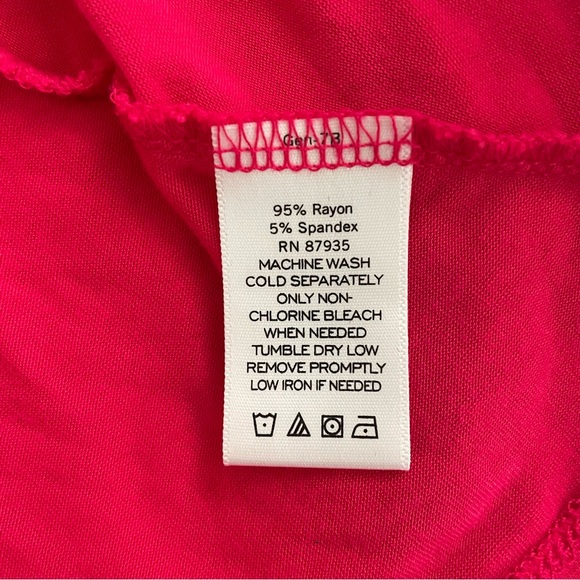 Gen-7B
95% Rayon
5% Spandex
RN 87935
MACHINE WASH
COLD SEPARATELY
ONLY NON-
CHLORINE BLEACH
WHEN NEEDED
TUMBLE DRY LOW
REMOVE PROMPTLY
LOW IRON IF NEEDED